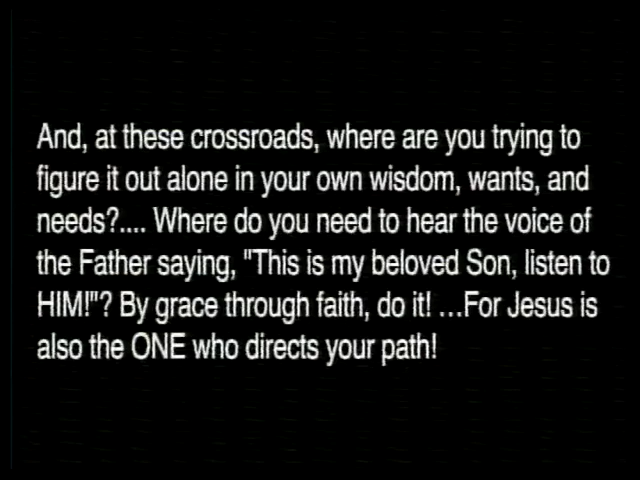 And, at these crossroads, where are you trying to
figure it out alone in your own wisdom, wants, and
needs?.... Where do you need to hear the voice of
the Father saying, "This is my beloved Son, listen to
HIM!"? By grace through faith, do it! ...For Jesus is
also the ONE who directs your path!